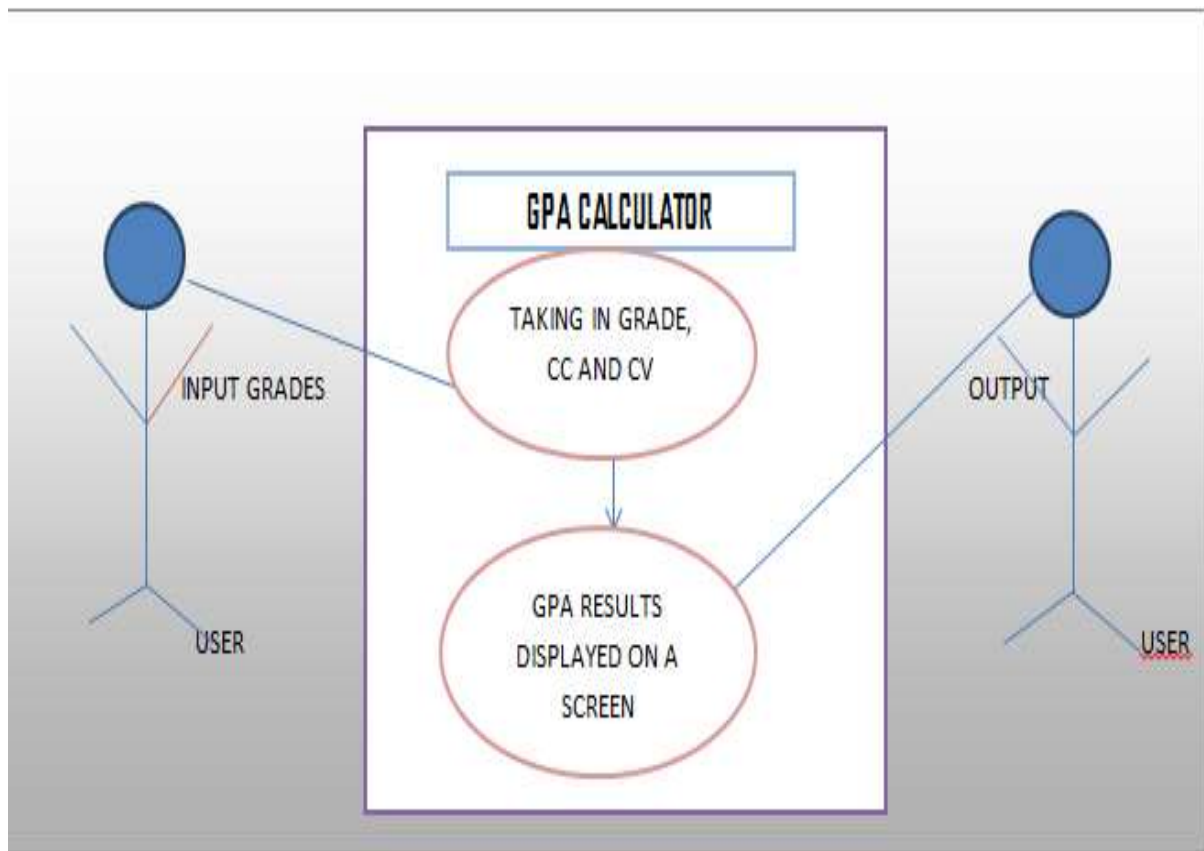 GPA CALCULATOR
TAKING IN GRADE,
CC AND CV
INPUT GRADES
OUTPUT
GPA RESULTS
DISPLAYED ON A
SCREEN
USER
USER